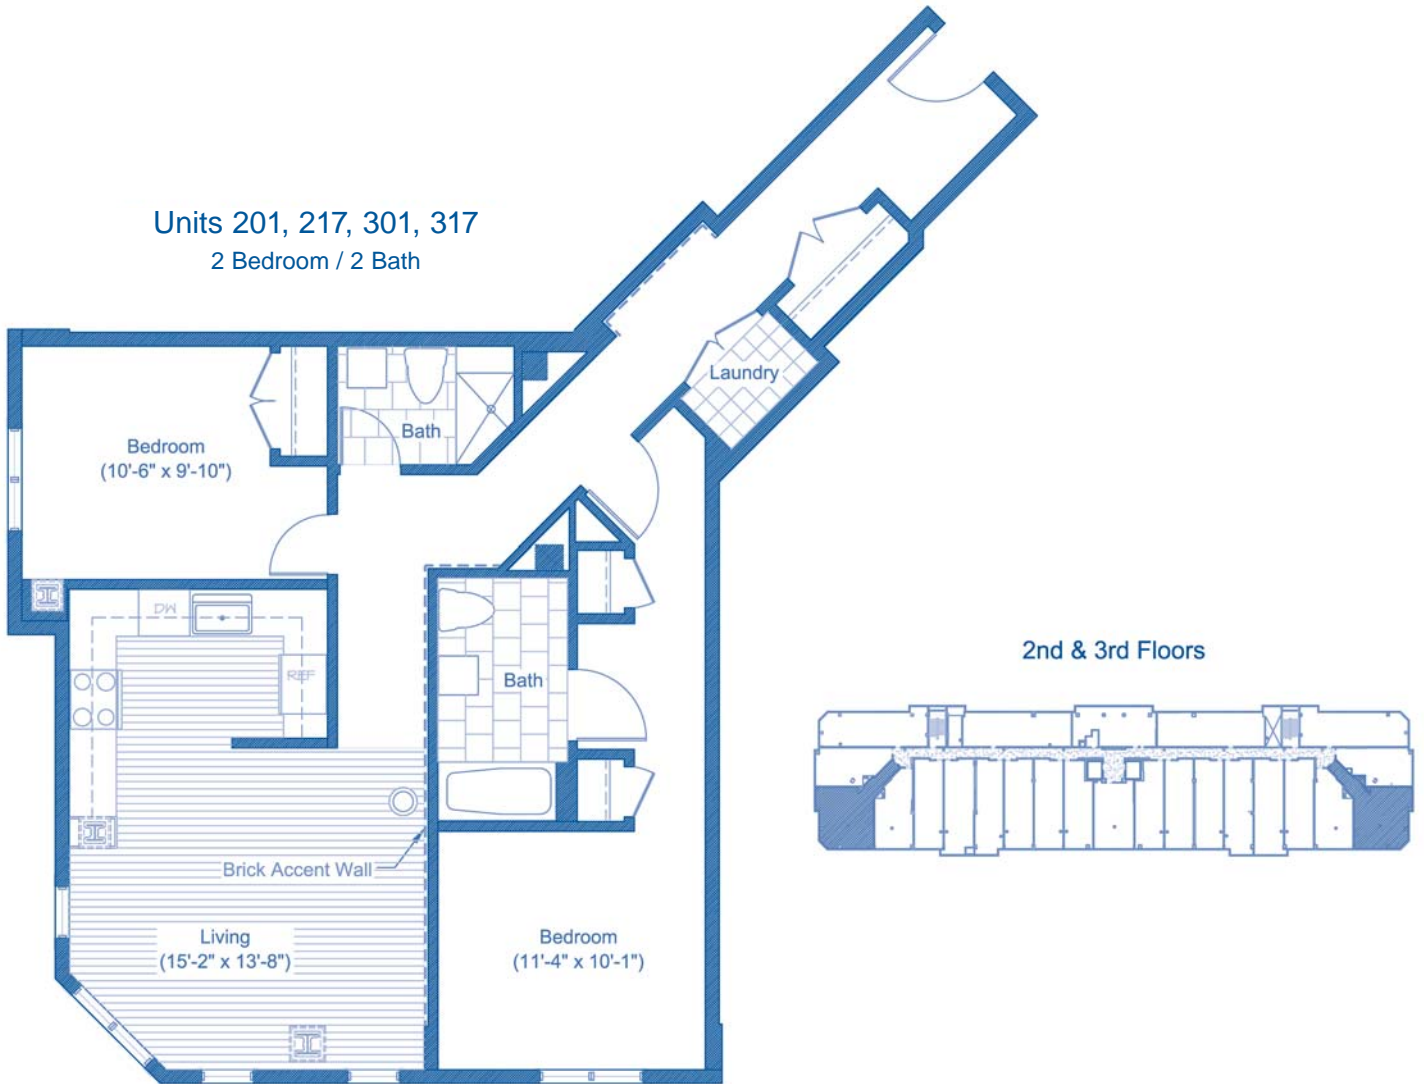 Units 201, 217, 301, 317
2 Bedroom / 2 Bath
Laundry
Bath
Bedroom
(10'-6" x 9'-10")
DW
REF
2nd & 3rd Floors
Bath
Brick Accent Wall
Living
(15'-2" x 13'-8")
Bedroom
(11'-4" x 10'-1")